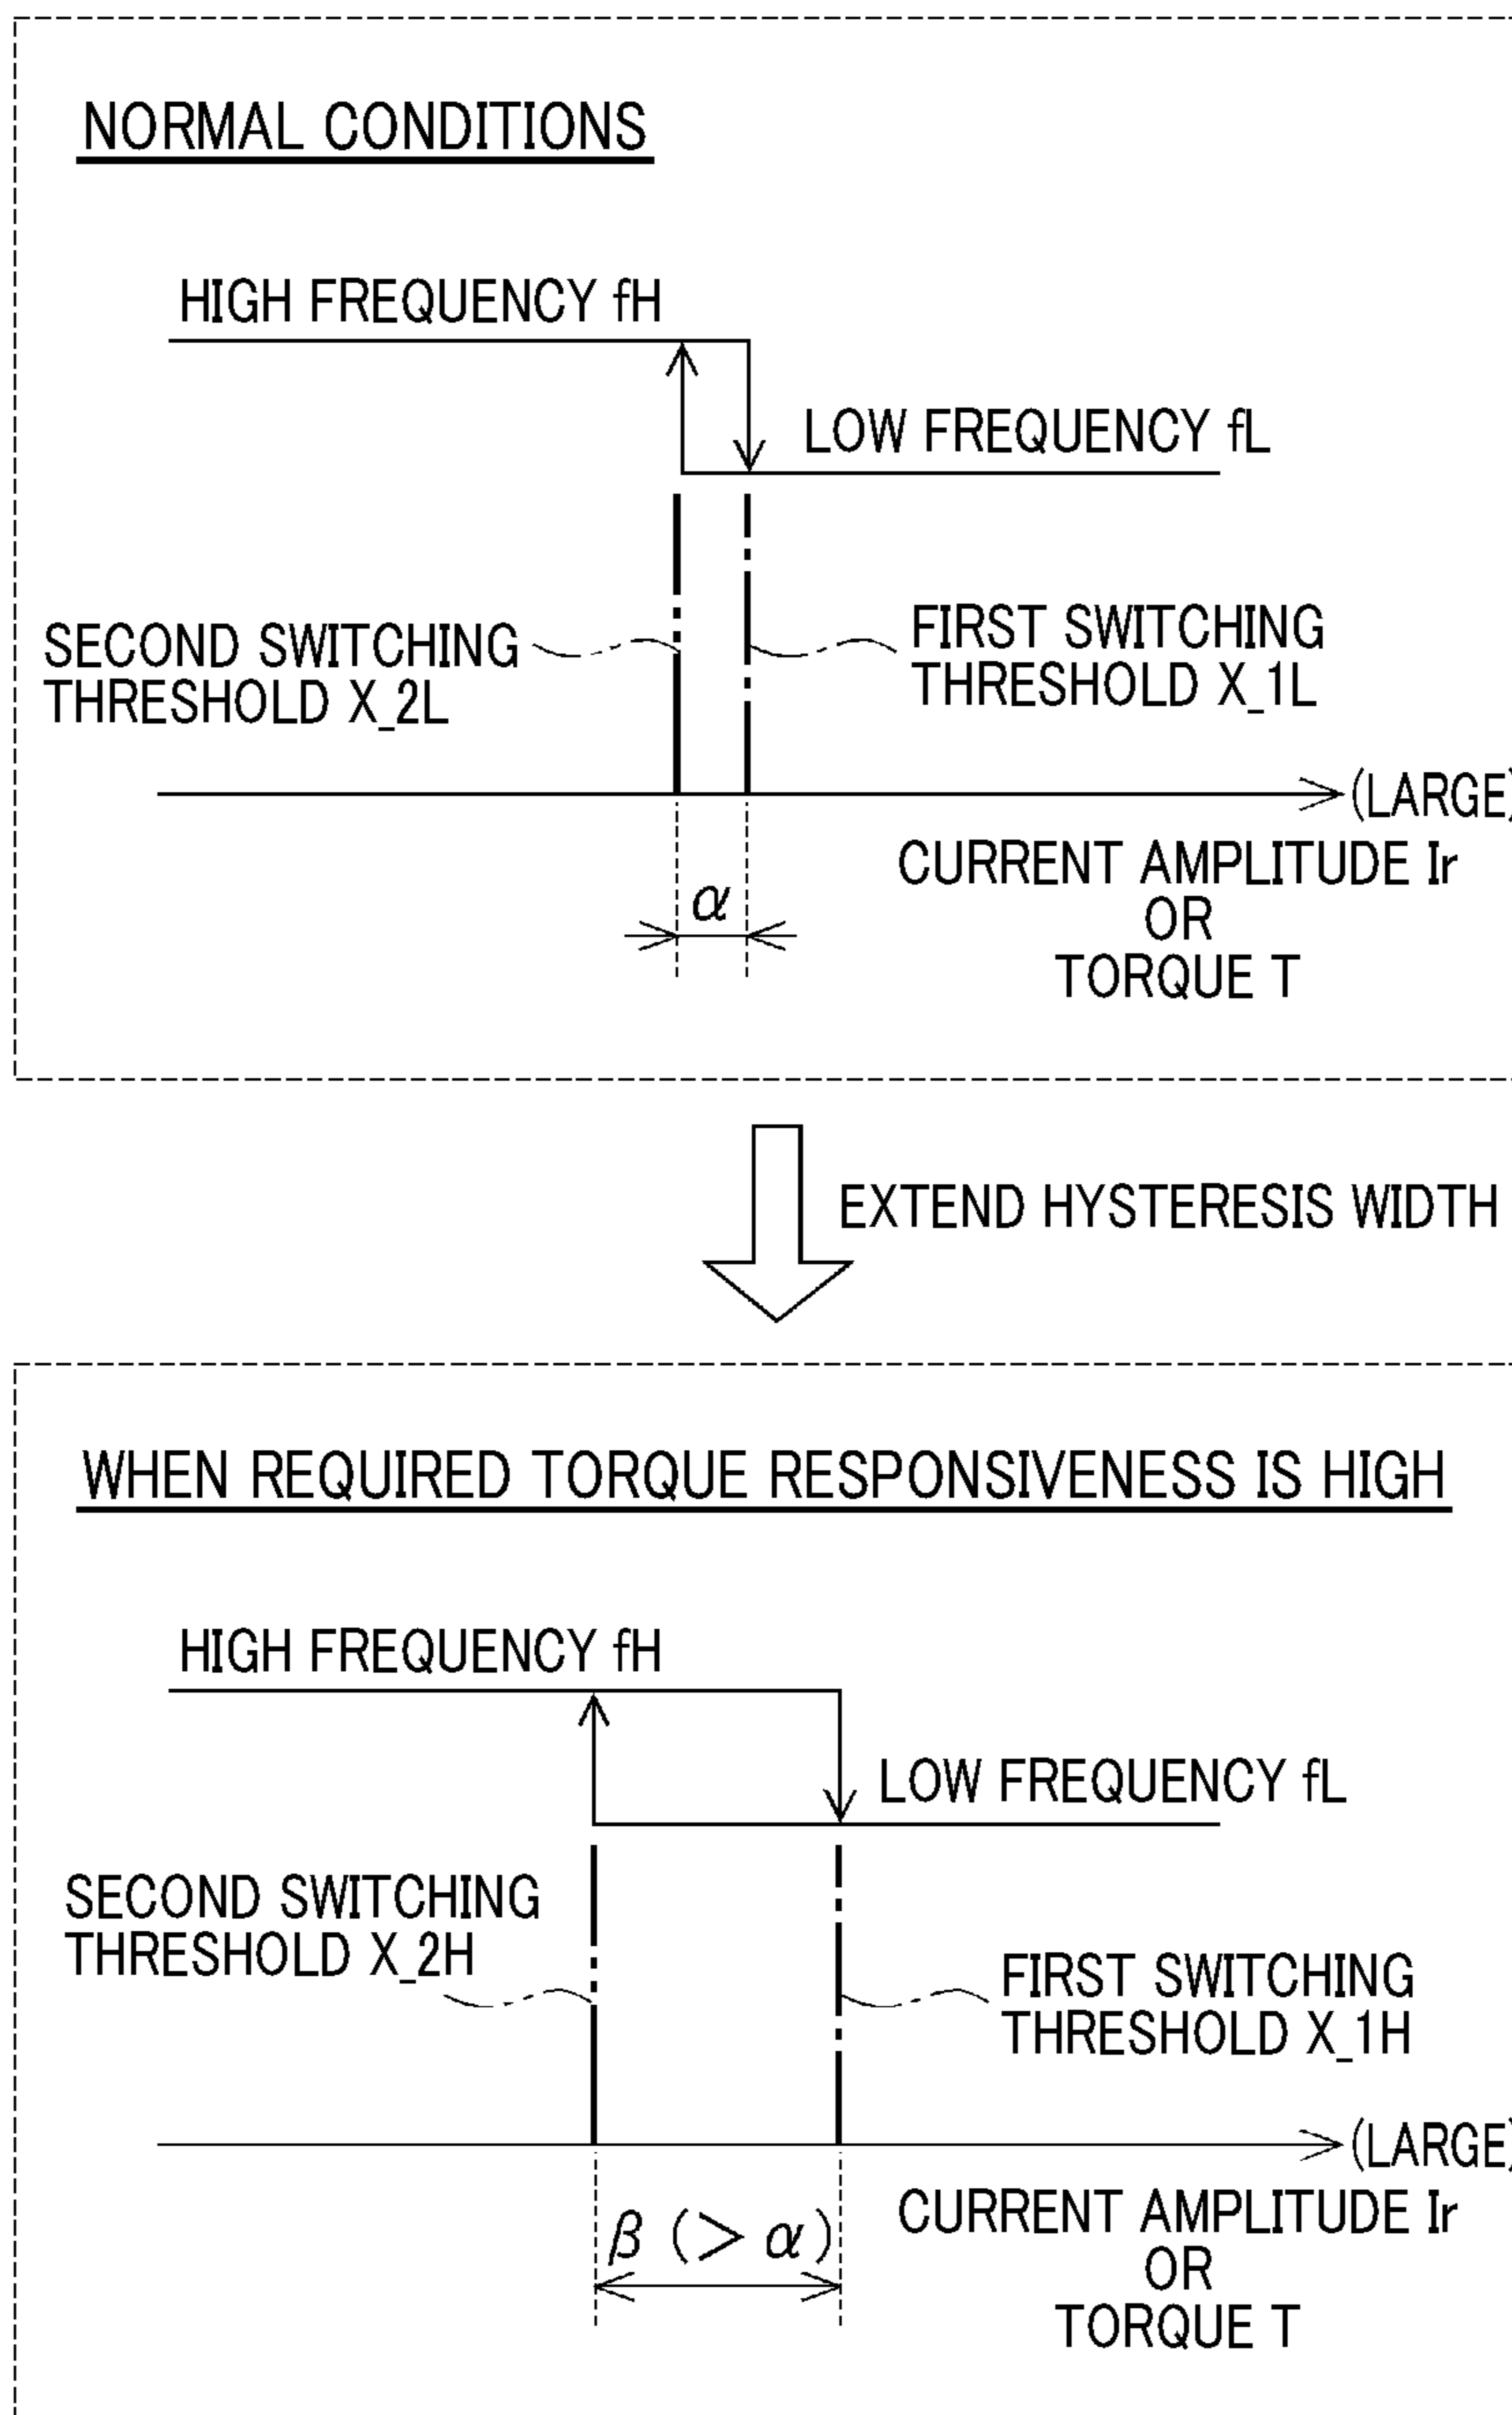 NORMAL CONDITIONS
HIGH FREQUENCY fH
LOW FREQUENCY fL
SECOND SWITCHING
THRESHOLD X_2L
FIRST SWITCHING
THRESHOLD X_1L
(LARGE)
CURRENT AMPLITUDE Ir
OR
TORQUE T
α
EXTEND HYSTERESIS WIDTH
WHEN REQUIRED TORQUE RESPONSIVENESS IS HIGH
HIGH FREQUENCY fH
LOW FREQUENCY fL
SECOND SWITCHING
THRESHOLD X_2H
FIRST SWITCHING
THRESHOLD X_1H
(LARGE)
CURRENT AMPLITUDE Ir
OR
TORQUE T
β (> α)